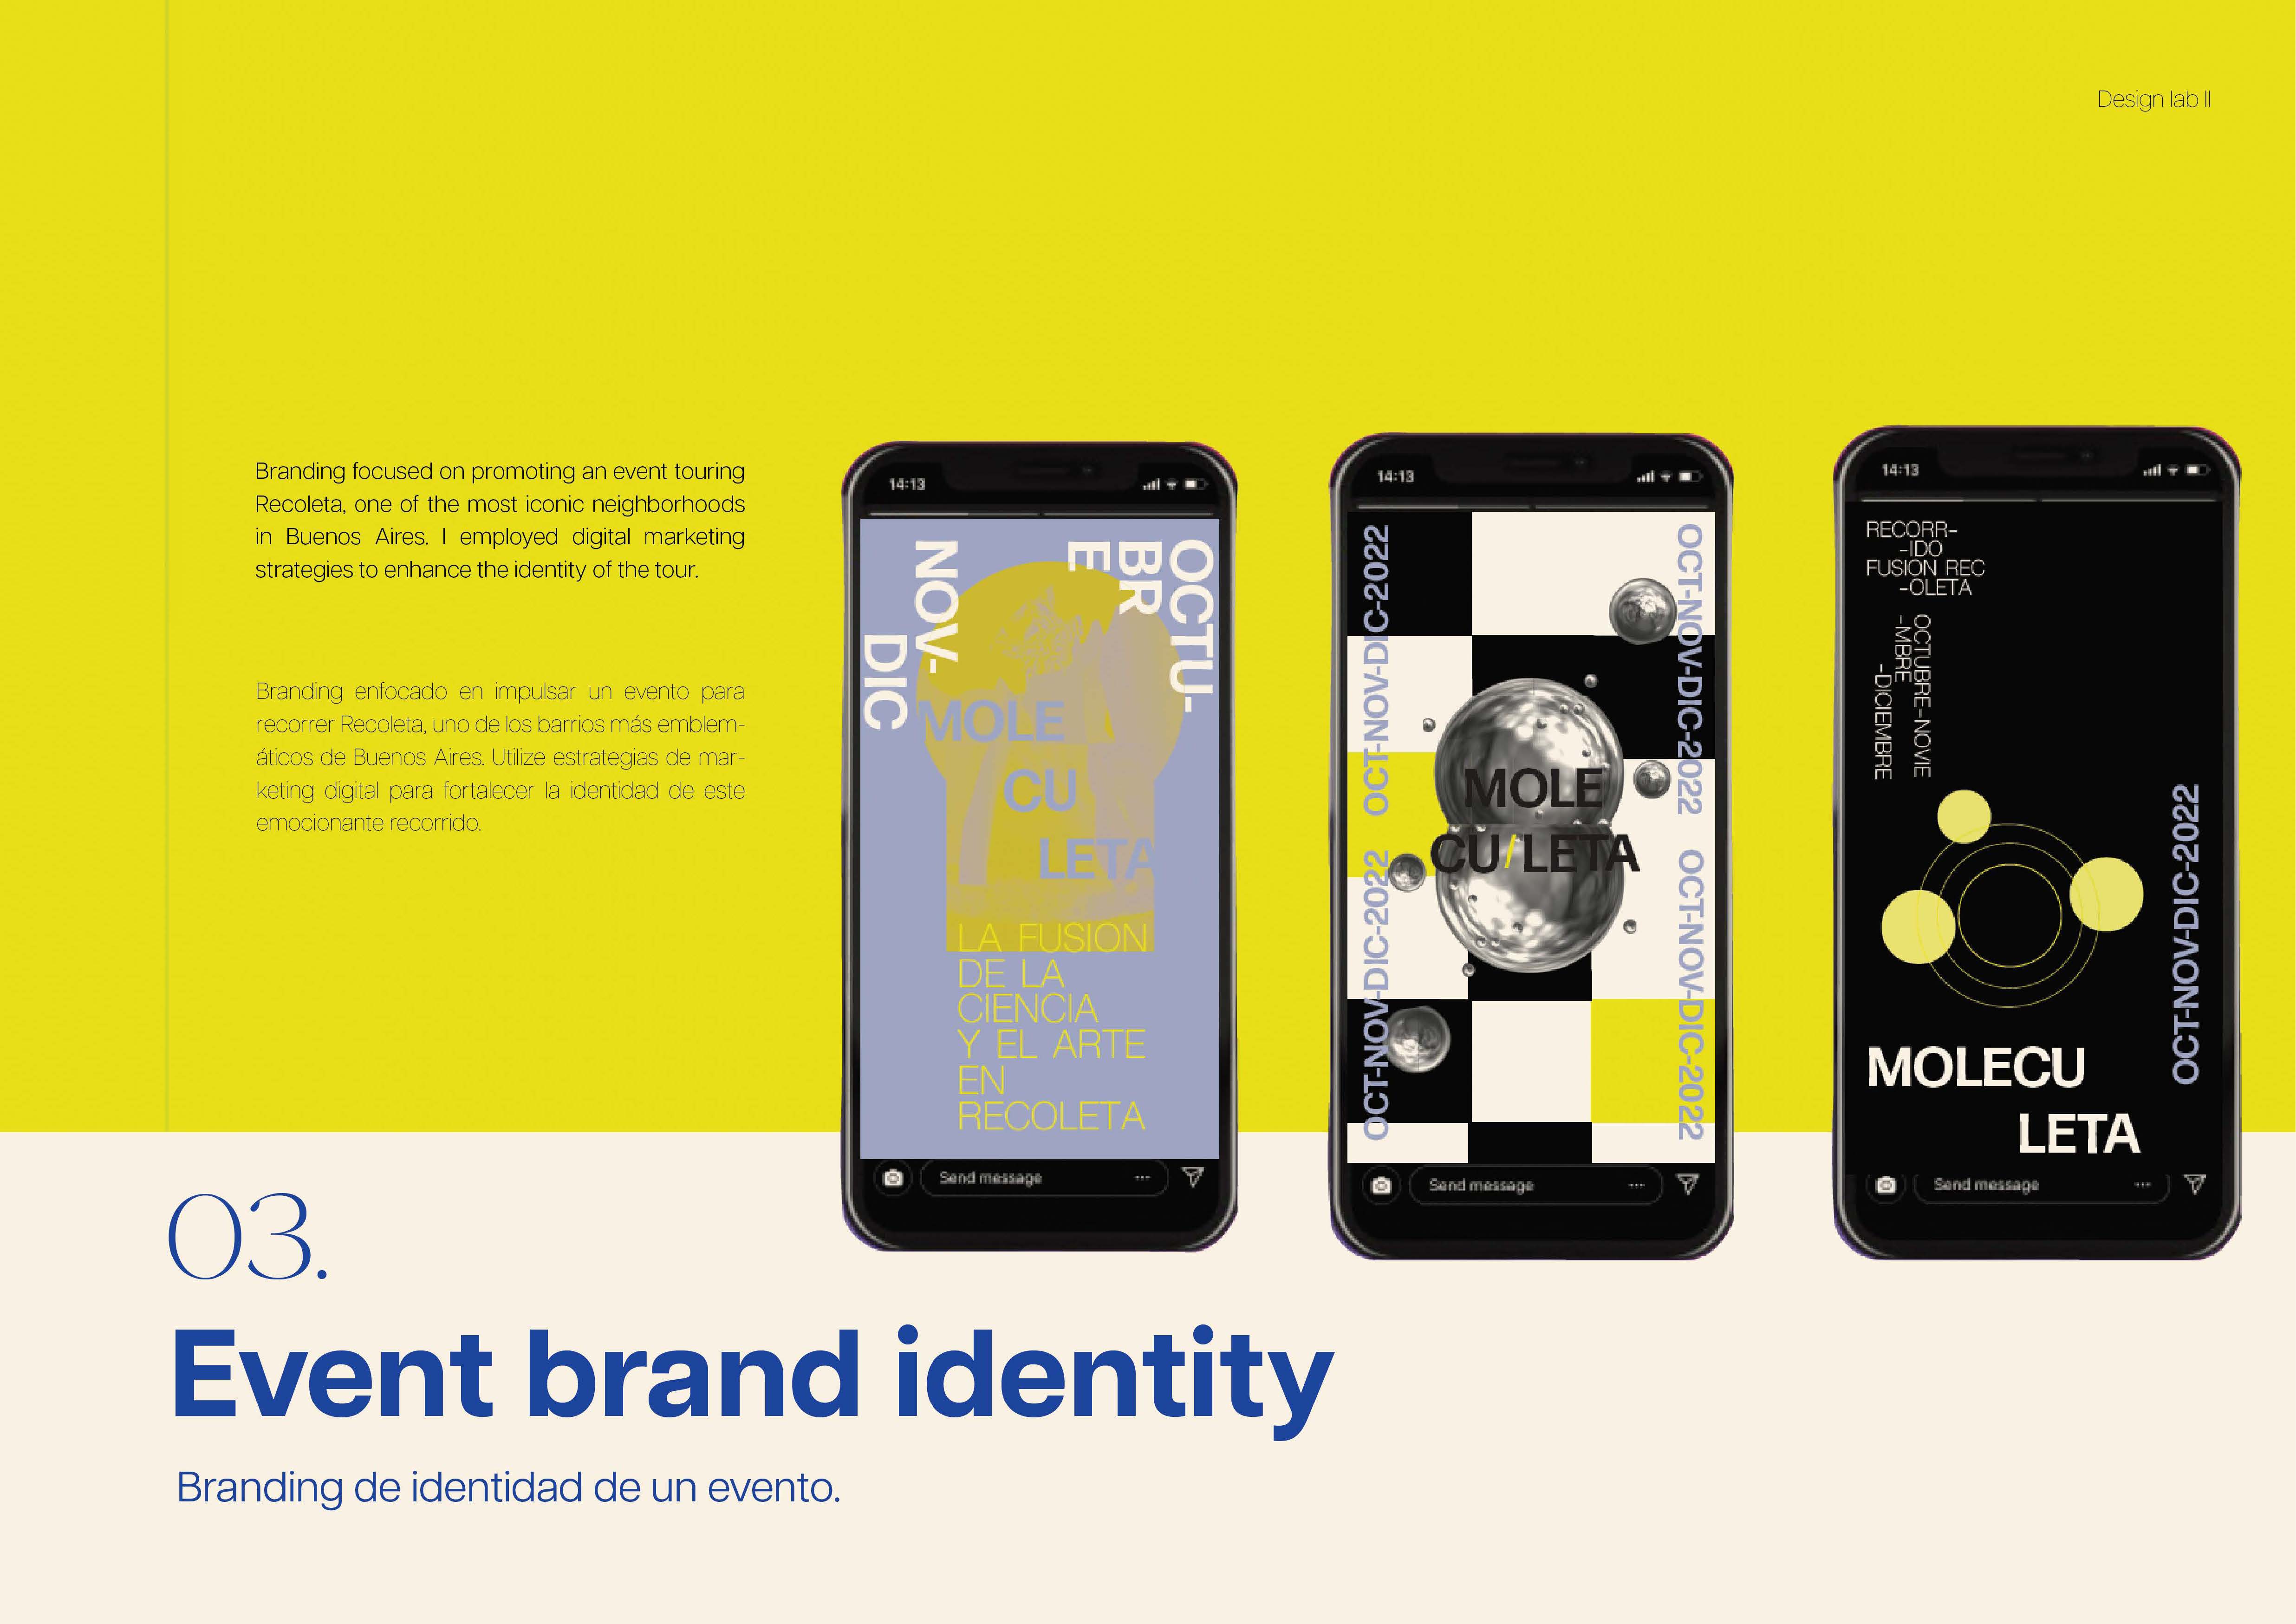 Design lab II
Branding focused on promoting an event touring
Recoleta, one of the most iconic neighborhoods
in Buenos Aires. I employed digital marketing
strategies to enhance the identity of the tour.
Branding enfocado en impulsar un evento para
recorrer Recoleta, uno de los barrios más emblem-
áticos de Buenos Aires. Utilize estrategias de mar-
keting digital para fortalecer la identidad de este
emocionante recorrido.
14:13
OCTU-
BR
E
NOV-
DIC
MOLE
CU
LETA
LA FUSION
DE LA
CIENCIA
Y EL ARTE
EN
RECOLETA
Send message
14:13
OCT-NOV-DIC-2022 OCT-NOV-DIC-2022
OCT-NOV-DIC-2022 OCT-NOV-DIC-2022
MOLE
CU/LETA
Send message
14:13
RECORR-
-IDO
FUSION REC
-OLETA
OCTUBRE-NOVIE
-MBRE
-DICIEMBRE
OCT-NOV-DIC-2022
MOLECU
LETA
Send message
03.
Event brand identity
Branding de identidad de un evento.